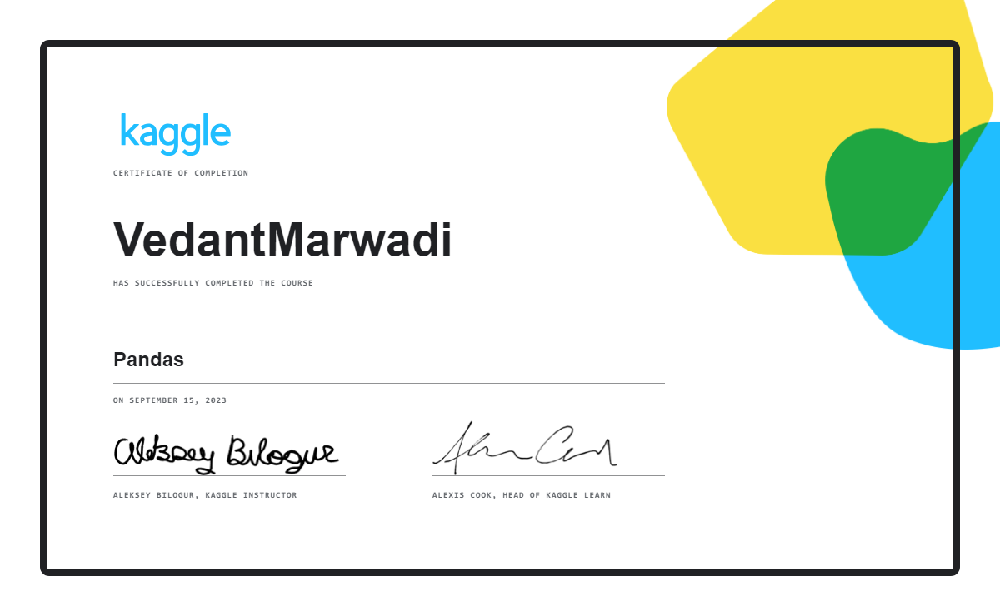 kaggle
CERTIFICATE OF COMPLETION
VedantMarwadi
HAS SUCCESSFULLY COMPLETED THE COURSE
Pandas
ON SEPTEMBER 15, 2023
Aleksey Bilogur
ALEKSEY BILOGUR, KAGGLE INSTRUCTOR
ALEXIS COOK, HEAD OF KAGGLE LEARN